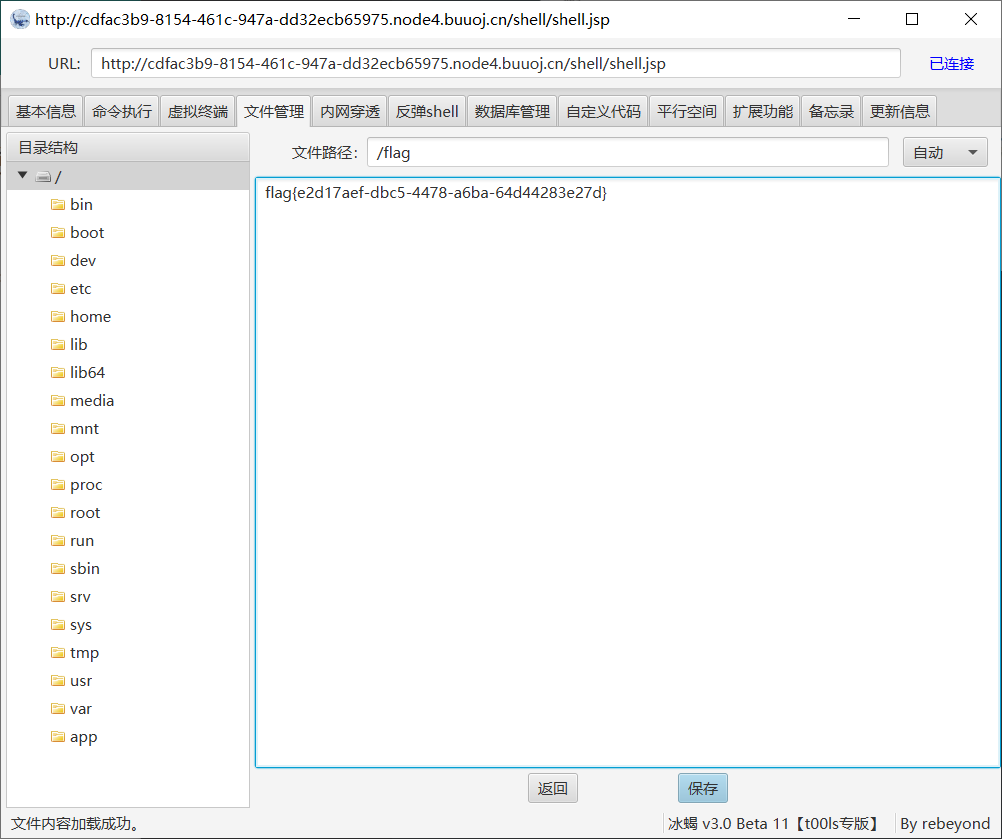 http://cdfac3b9-8154-461c-947a-dd32ecb65975.node4.buuoj.cn/shell/shell.jsp
URL: http://cdfac3b9-8154-461c-947a-dd32ecb65975.node4.buuoj.cn/shell/shell.jsp 已连接
基本信息 命令执行 虚拟终端 文件管理 内网穿透 反弹shell 数据库管理 自定义代码 平行空间 扩展功能 备忘录 更新信息
目录结构
文件路径： /flag 自动
/
flag{e2d17aef-dbc5-4478-a6ba-64d44283e27d}
bin
boot
dev
etc
home
lib
lib64
media
mnt
opt
proc
root
run
sbin
srv
sys
tmp
usr
var
app
返回 保存
文件内容加载成功。 冰蝎 v3.0 Beta 11【t00ls专版】 By rebeyond